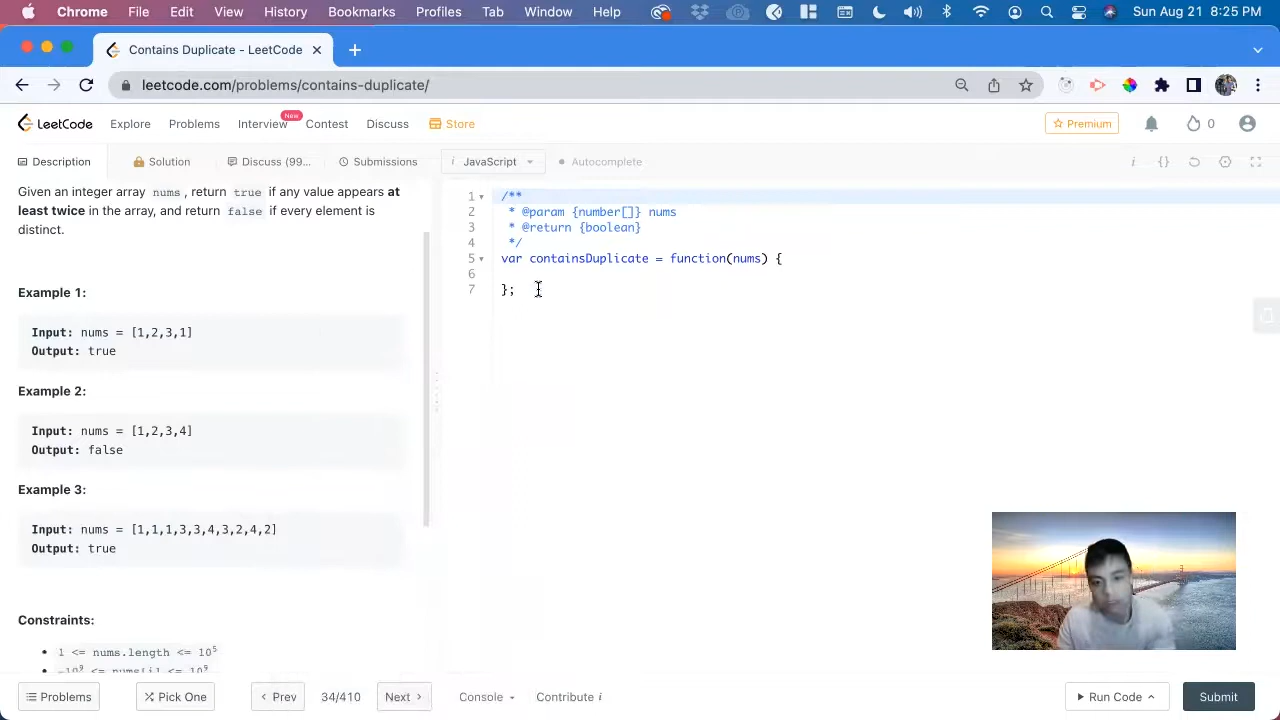 Chrome File Edit View History Bookmarks Profiles Tab Window Help Sun Aug 21 8:25 PM
Contains Duplicate - LeetCode
leetcode.com/problems/contains-duplicate/
LeetCode Explore Problems Interview New Contest Discuss Store Premium 0
Description Solution Discuss (99... Submissions i JavaScript Autocomplete i {}
Given an integer array nums , return true if any value appears at
least twice in the array, and return false if every element is
distinct.
Example 1:
Input: nums = [1,2,3,1]
Output: true
Example 2:
Input: nums = [1,2,3,4]
Output: false
Example 3:
Input: nums = [1,1,1,3,3,4,3,2,4,2]
Output: true
Constraints:
1 <= nums.length <= 10⁵
-10⁹ <= nums[i] <= 10⁹
1 /**
2 * @param {number[]} nums
3 * @return {boolean}
4 */
5 var containsDuplicate = function(nums) {
6
7 };
Problems Pick One Prev 34/410 Next Console Contribute i Run Code Submit